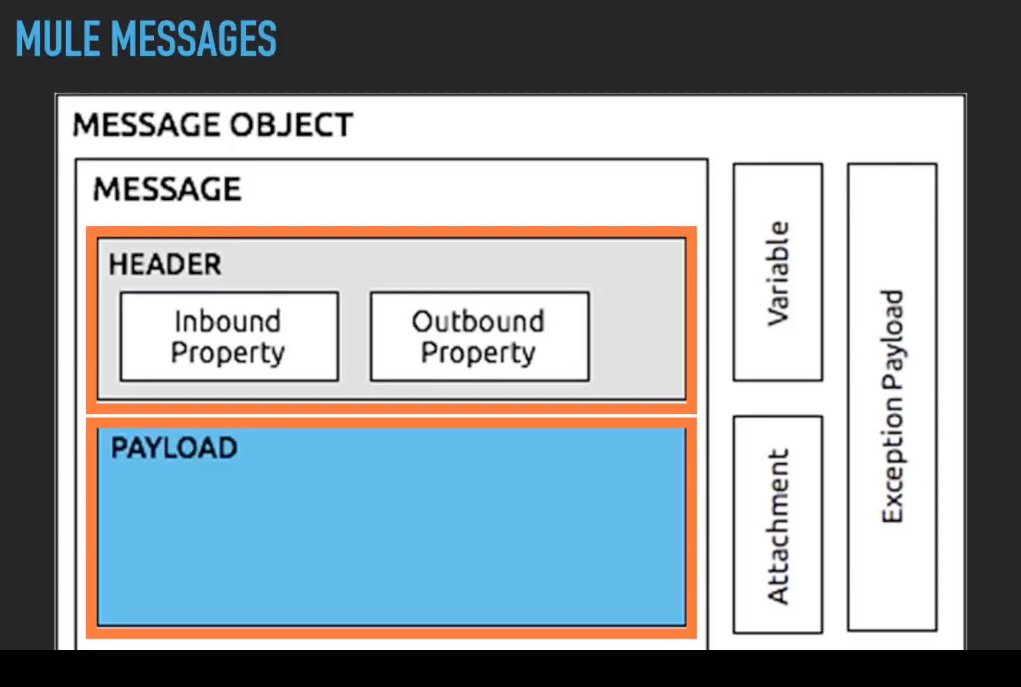 MULE MESSAGES
MESSAGE OBJECT
MESSAGE
HEADER
Inbound
Property
Outbound
Property
PAYLOAD
Variable
Attachment
Exception Payload